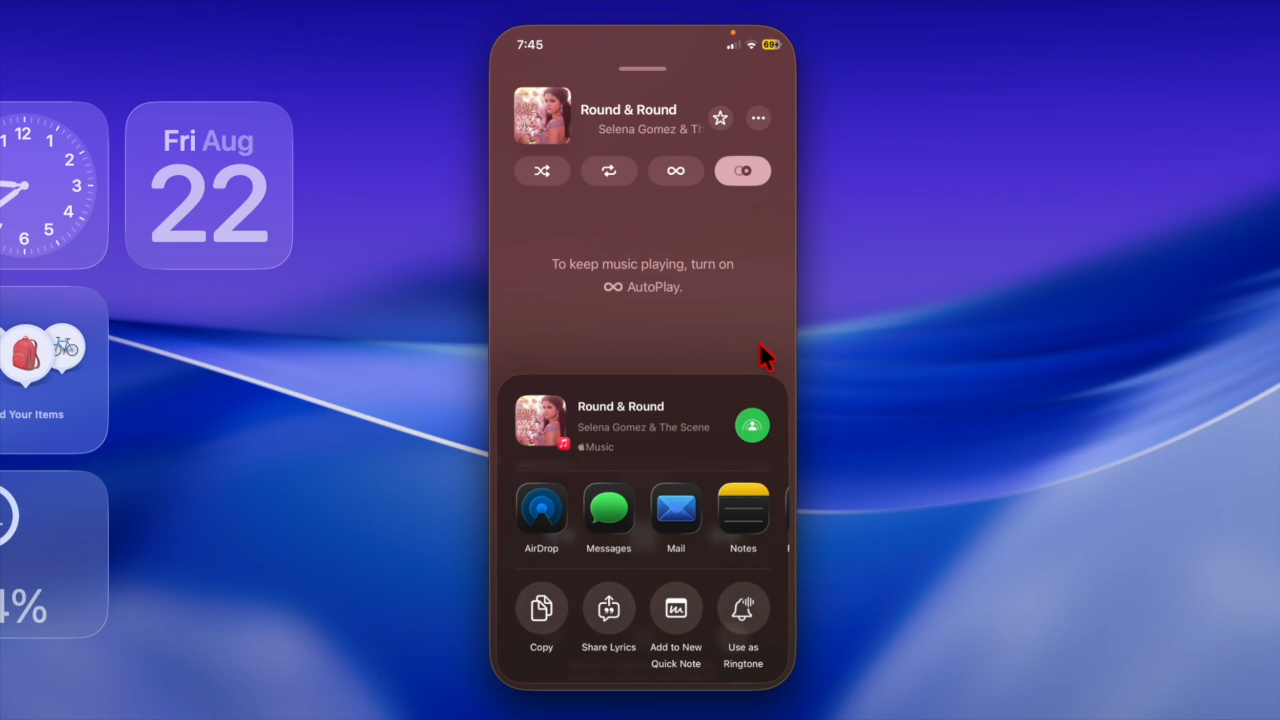 7:45
69
Round & Round
Selena Gomez & Th
12
1
2
3
4
5
6
Fri Aug
22
To keep music playing, turn on
AutoPlay.
d Your Items
Round & Round
Selena Gomez & The Scene
Music
AirDrop
Messages
Mail
Notes
4%
Copy
Share Lyrics
Add to New
Quick Note
Use as
Ringtone